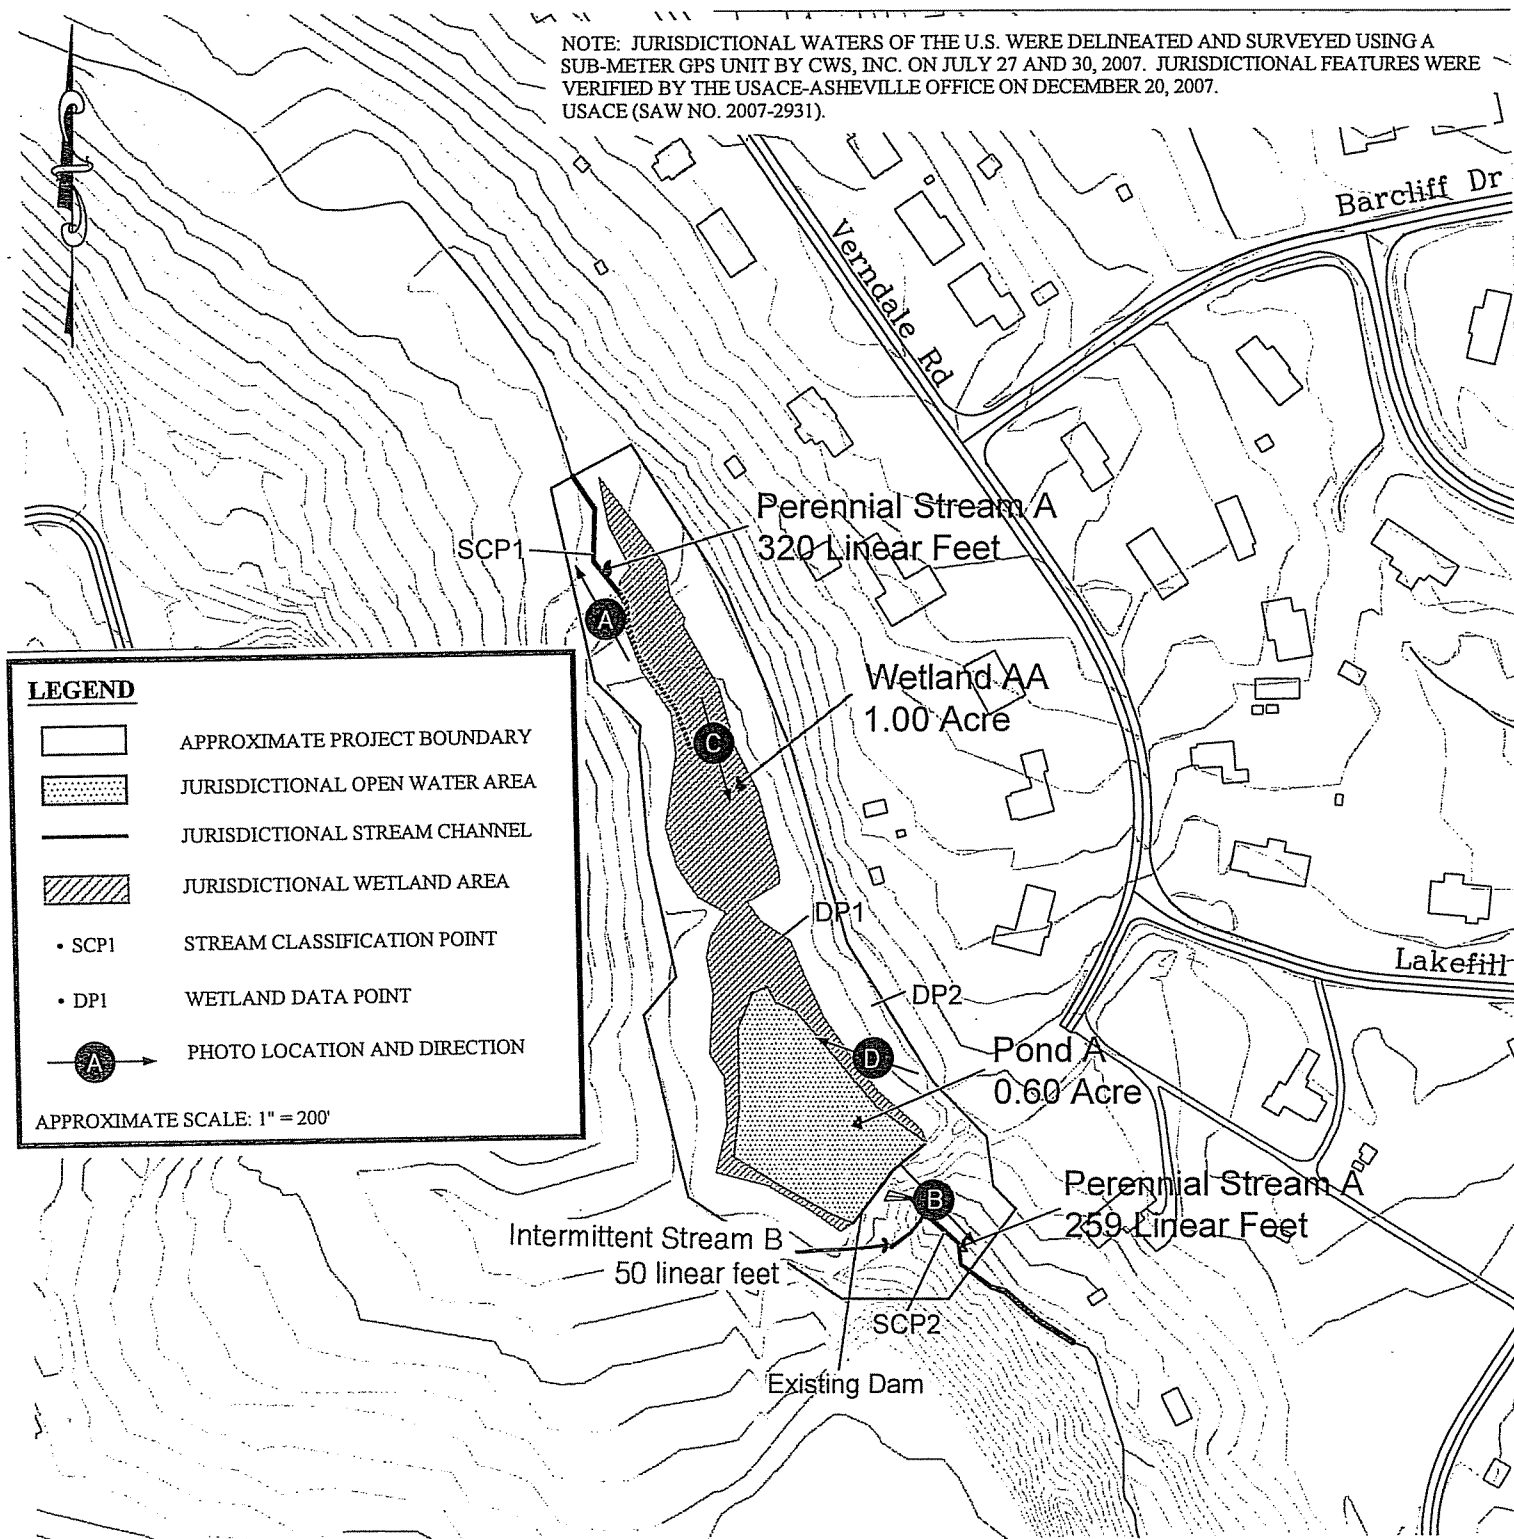 NOTE: JURISDICTIONAL WATERS OF THE U.S. WERE DELINEATED AND SURVEYED USING A
SUB-METER GPS UNIT BY CWS, INC. ON JULY 27 AND 30, 2007. JURISDICTIONAL FEATURES WERE
VERIFIED BY THE USACE-ASHEVILLE OFFICE ON DECEMBER 20, 2007.
USACE (SAW NO. 2007-2931).
Barcliff Dr
Verndale Rd
Perennial Stream A
320 Linear Feet
SCP1
A
Wetland AA
1.00 Acre
C
LEGEND
APPROXIMATE PROJECT BOUNDARY
JURISDICTIONAL OPEN WATER AREA
JURISDICTIONAL STREAM CHANNEL
JURISDICTIONAL WETLAND AREA
• SCP1 STREAM CLASSIFICATION POINT
• DP1 WETLAND DATA POINT
A PHOTO LOCATION AND DIRECTION
APPROXIMATE SCALE: 1" = 200'
DP1
Lakefill
DP2
D
Pond A
0.60 Acre
B
Perennial Stream A
259 Linear Feet
Intermittent Stream B
50 linear feet
SCP2
Existing Dam